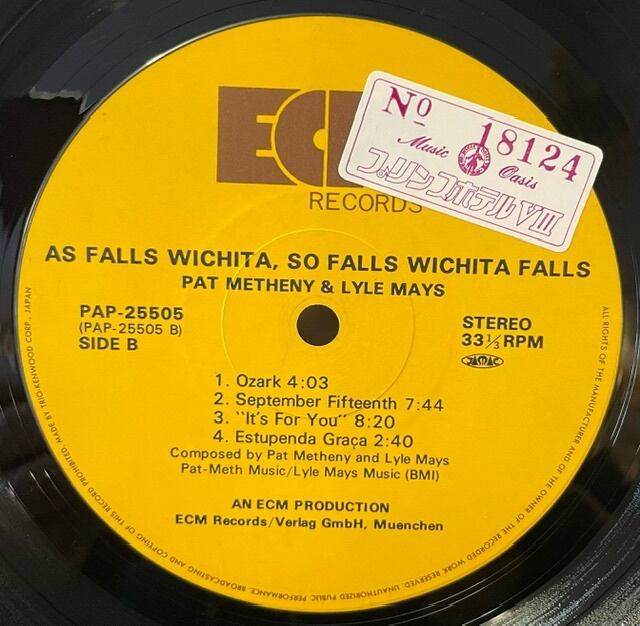 ECM
RECORDS
No 18124
Music Oasis
プリンスホテルVIII
AS FALLS WICHITA, SO FALLS WICHITA FALLS
PAT METHENY & LYLE MAYS
PAP-25505
(PAP-25505 B)
SIDE B
STEREO
33 1/3 RPM
JASRAC
1. Ozark 4:03
2. September Fifteenth 7:44
3. "It's For You" 8:20
4. Estupenda Graça 2:40
Composed by Pat Metheny and Lyle Mays
Pat-Meth Music/Lyle Mays Music (BMI)
AN ECM PRODUCTION
ECM Records/Verlag GmbH, Muenchen
ALL RIGHTS OF THE MANUFACTURER AND OF THE OWNER OF THE RECORDED WORK RESERVED. UNAUTHORIZED PUBLIC PERFORMANCE, BROADCASTING AND COPYING OF THIS RECORD PROHIBITED MADE BY TRIO-KENWOOD CORP., JAPAN